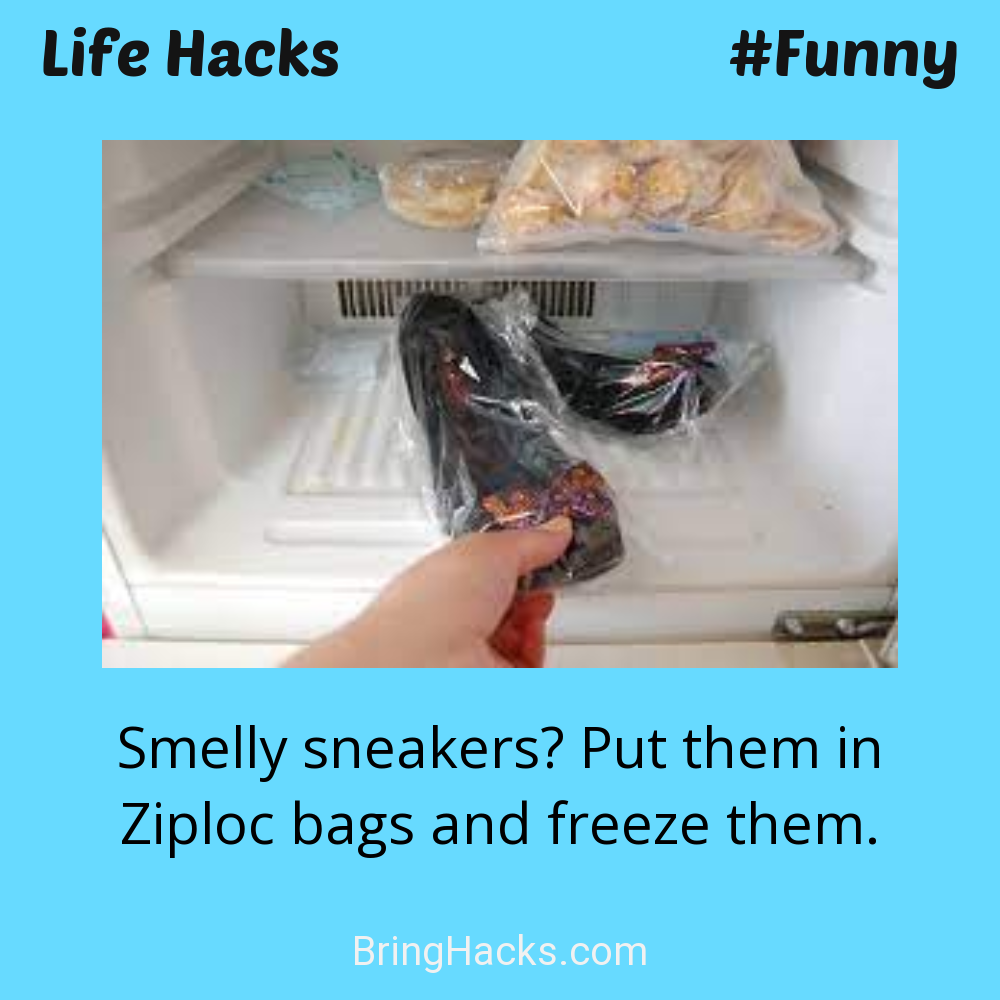 Life Hacks
#Funny
Smelly sneakers? Put them in
Ziploc bags and freeze them.
BringHacks.com